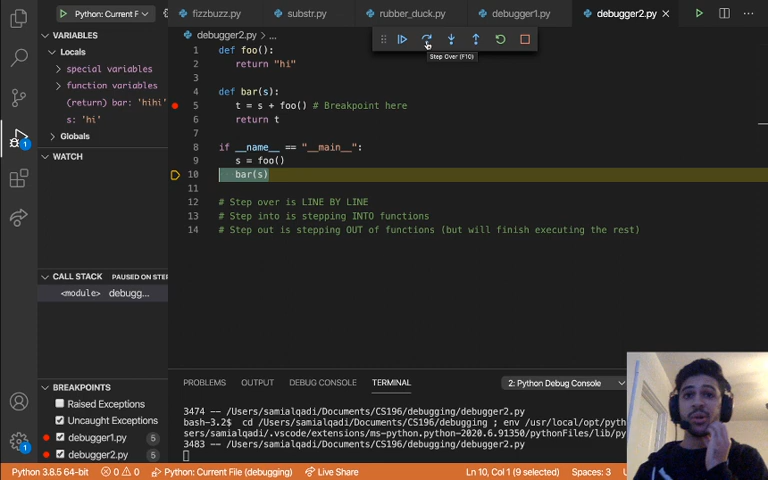 Python: Current F
fizzbuzz.py
substr.py
rubber_duck.py
debugger1.py
debugger2.py
VARIABLES
Locals
special variables
function variables
(return) bar: 'hihi'
s: 'hi'
Globals
WATCH
CALL STACK PAUSED ON STEP
<module> debugg...
BREAKPOINTS
Raised Exceptions
Uncaught Exceptions
debugger1.py 5
debugger2.py 5
debugger2.py > ...
Step Over (F10)
1 def foo():
2 return "hi"
3
4 def bar(s):
5 t = s + foo() # Breakpoint here
6 return t
7
8 if __name__ == "__main__":
9 s = foo()
10 bar(s)
11
12 # Step over is LINE BY LINE
13 # Step into is stepping INTO functions
14 # Step out is stepping OUT of functions (but will finish executing the rest)
PROBLEMS OUTPUT DEBUG CONSOLE TERMINAL 2: Python Debug Console
3474 -- /Users/samialqadi/Documents/CS196/debugging/debugger2.py
bash-3.2$ cd /Users/samialqadi/Documents/CS196/debugging ; env /usr/local/opt/pyth
sers/samialqadi/.vscode/extensions/ms-python.python-2020.6.91350/pythonFiles/lib/py
3483 -- /Users/samialqadi/Documents/CS196/debugging/debugger2.py
1
1
Python 3.8.5 64-bit 0 0 Python: Current File (debugging) Live Share Ln 10, Col 1 (9 selected) Spaces: 3